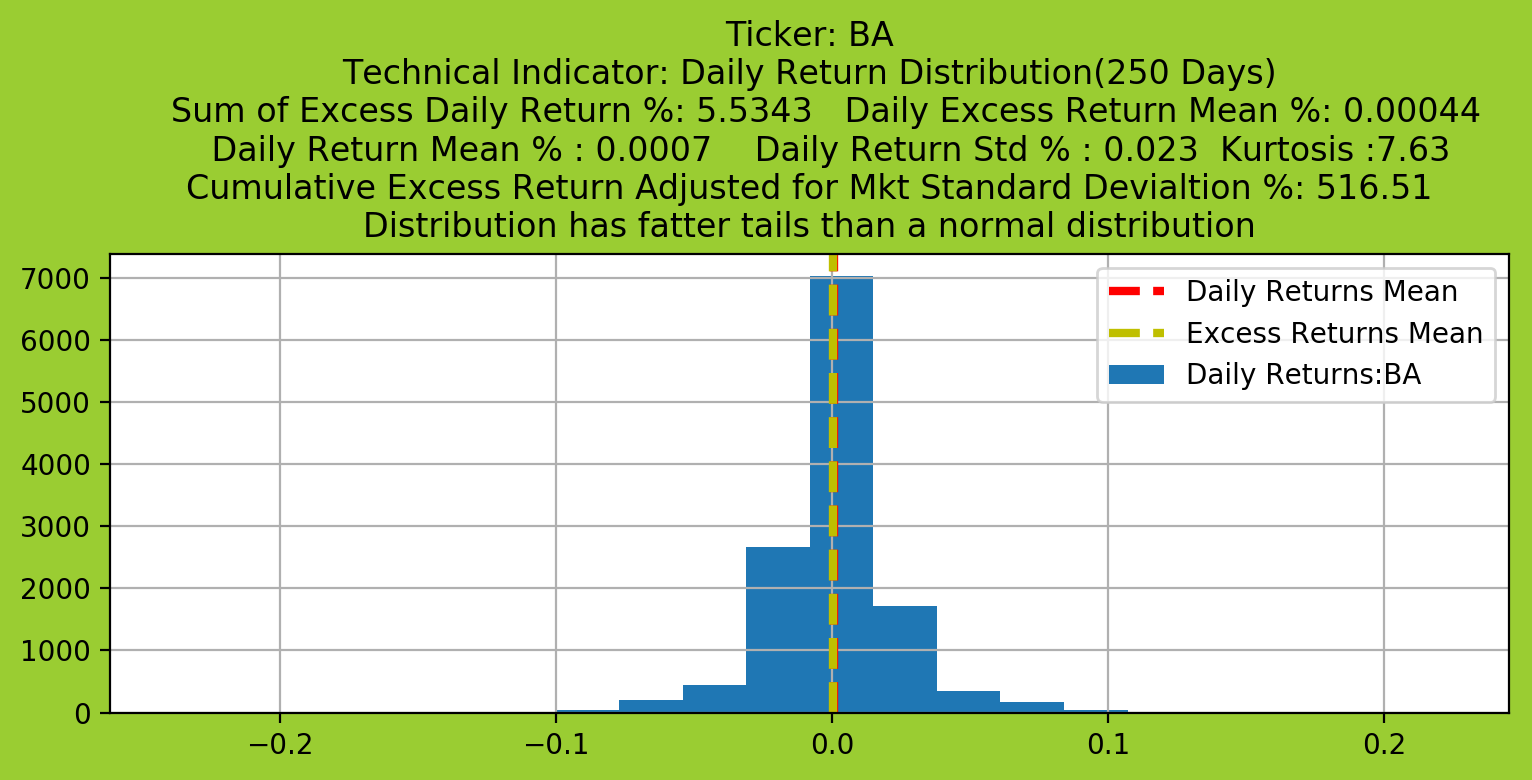 Ticker: BA
Technical Indicator: Daily Return Distribution(250 Days)
Sum of Excess Daily Return %: 5.5343   Daily Excess Return Mean %: 0.00044
Daily Return Mean % : 0.0007    Daily Return Std % : 0.023  Kurtosis :7.63
Cumulative Excess Return Adjusted for Mkt Standard Devialtion %: 516.51
Distribution has fatter tails than a normal distribution
7000
6000
5000
4000
3000
2000
1000
0
Daily Returns Mean
Excess Returns Mean
Daily Returns:BA
−0.2 −0.1 0.0 0.1 0.2